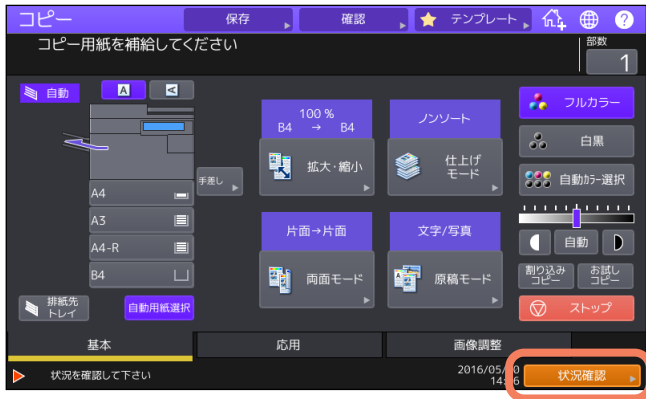 コピー
保存
確認
テンプレート
?
コピー用紙を補給してください
部数
1
自動
A
A
手差し
A4
A3
A4-R
B4
排紙先
トレイ
自動用紙選択
100 %
B4 → B4
拡大・縮小
ノンソート
仕上げ
モード
片面→片面
両面モード
文字/写真
原稿モード
フルカラー
白黒
自動カラー選択
自動
割り込み
コピー
お試し
コピー
ストップ
基本
応用
画像調整
状況を確認して下さい
2016/05/
14:
状況確認